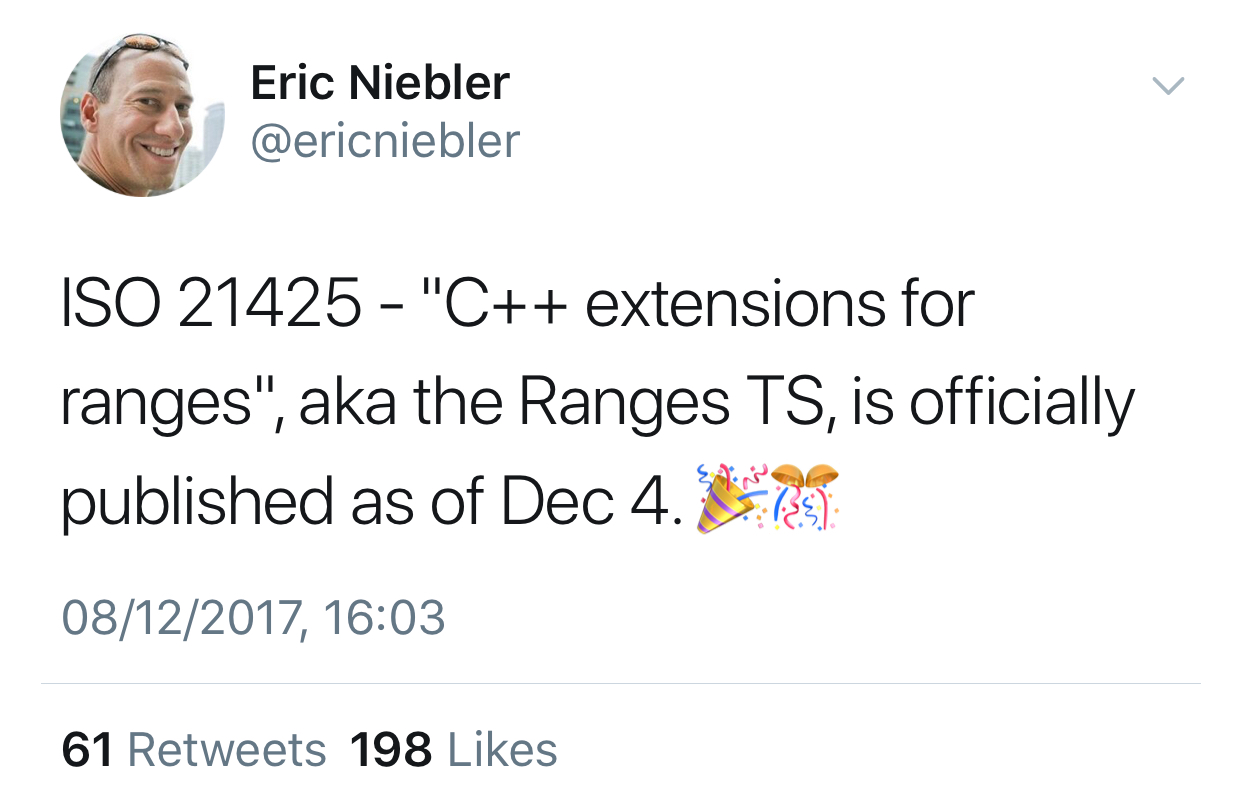 Eric Niebler
@ericniebler
ISO 21425 - "C++ extensions for
ranges", aka the Ranges TS, is officially
published as of Dec 4. 🎉🎊
08/12/2017, 16:03
61 Retweets 198 Likes